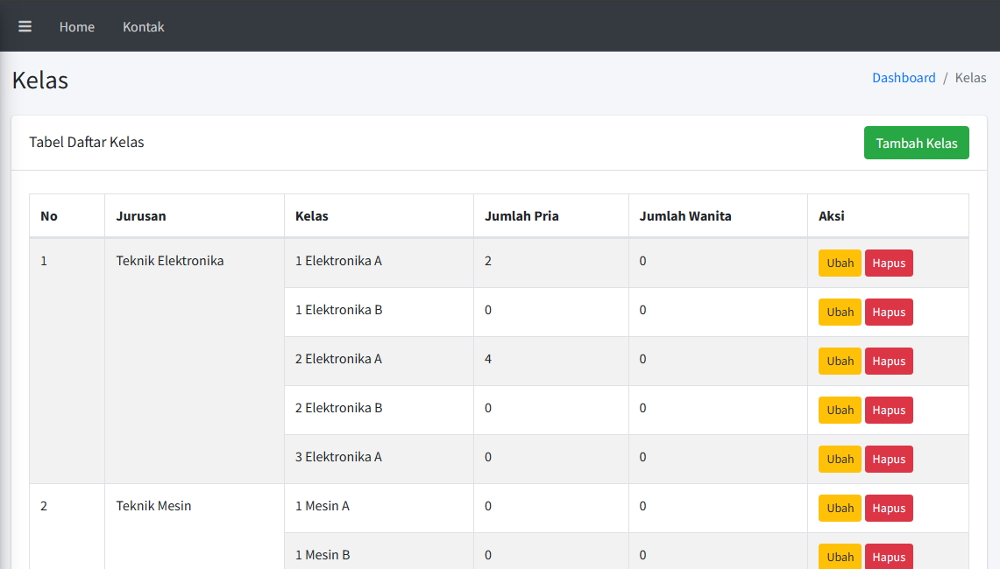 Home Kontak
Kelas
Dashboard / Kelas
Tabel Daftar Kelas
Tambah Kelas
No Jurusan Kelas Jumlah Pria Jumlah Wanita Aksi
1 Teknik Elektronika 1 Elektronika A 2 0 Ubah Hapus
1 Elektronika B 0 0 Ubah Hapus
2 Elektronika A 4 0 Ubah Hapus
2 Elektronika B 0 0 Ubah Hapus
3 Elektronika A 0 0 Ubah Hapus
2 Teknik Mesin 1 Mesin A 0 0 Ubah Hapus
1 Mesin B 0 0 Ubah Hapus